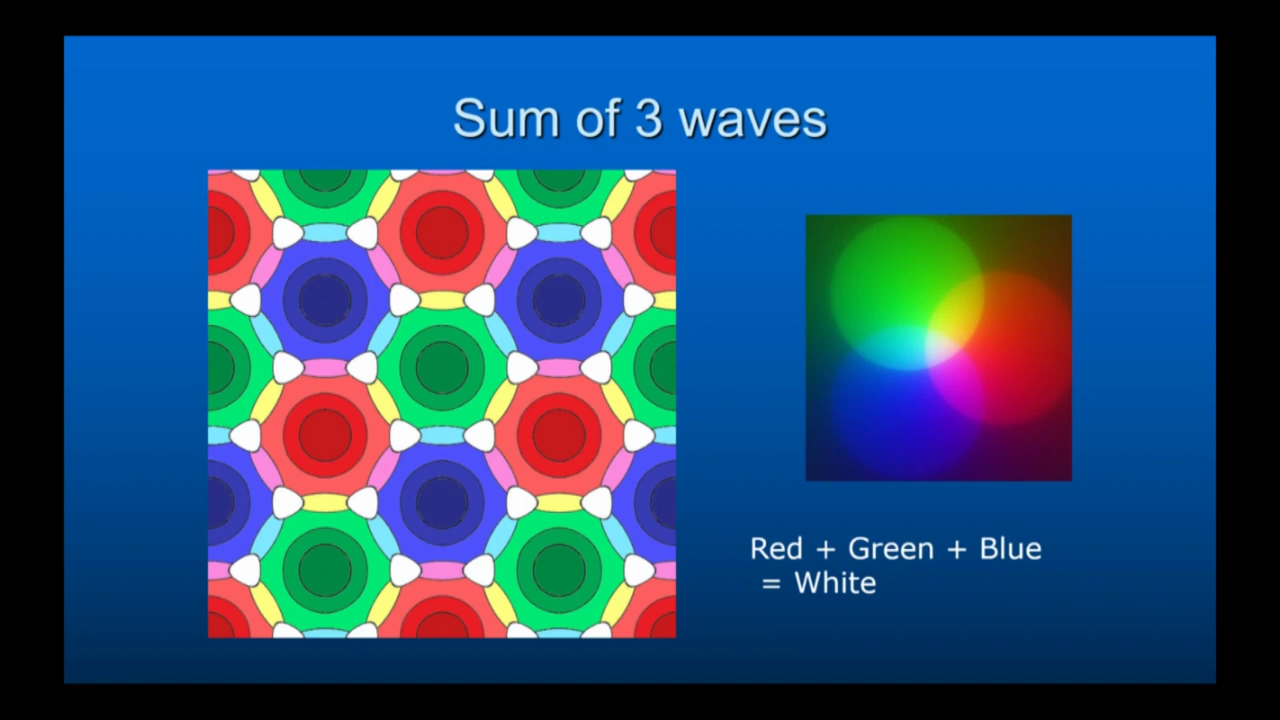 Sum of 3 waves
Red + Green + Blue
= White